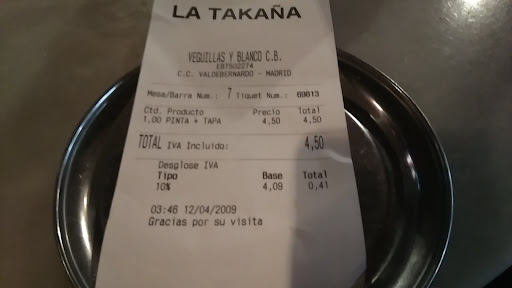 LA TAKAÑA
VEGUILLAS Y BLANCO C.B.
E87502274
C.C. VALDEBERNARDO - MADRID
Mesa/Barra Num.: 7 Tiquet Num.: 69613
Ctd. Producto Precio Total
1,00 PINTA + TAPA 4,50 4,50
TOTAL IVA Incluido: 4,50
Desglose IVA
Tipo Base Total
10% 4,09 0,41
03:46 12/04/2009
Gracias por su visita